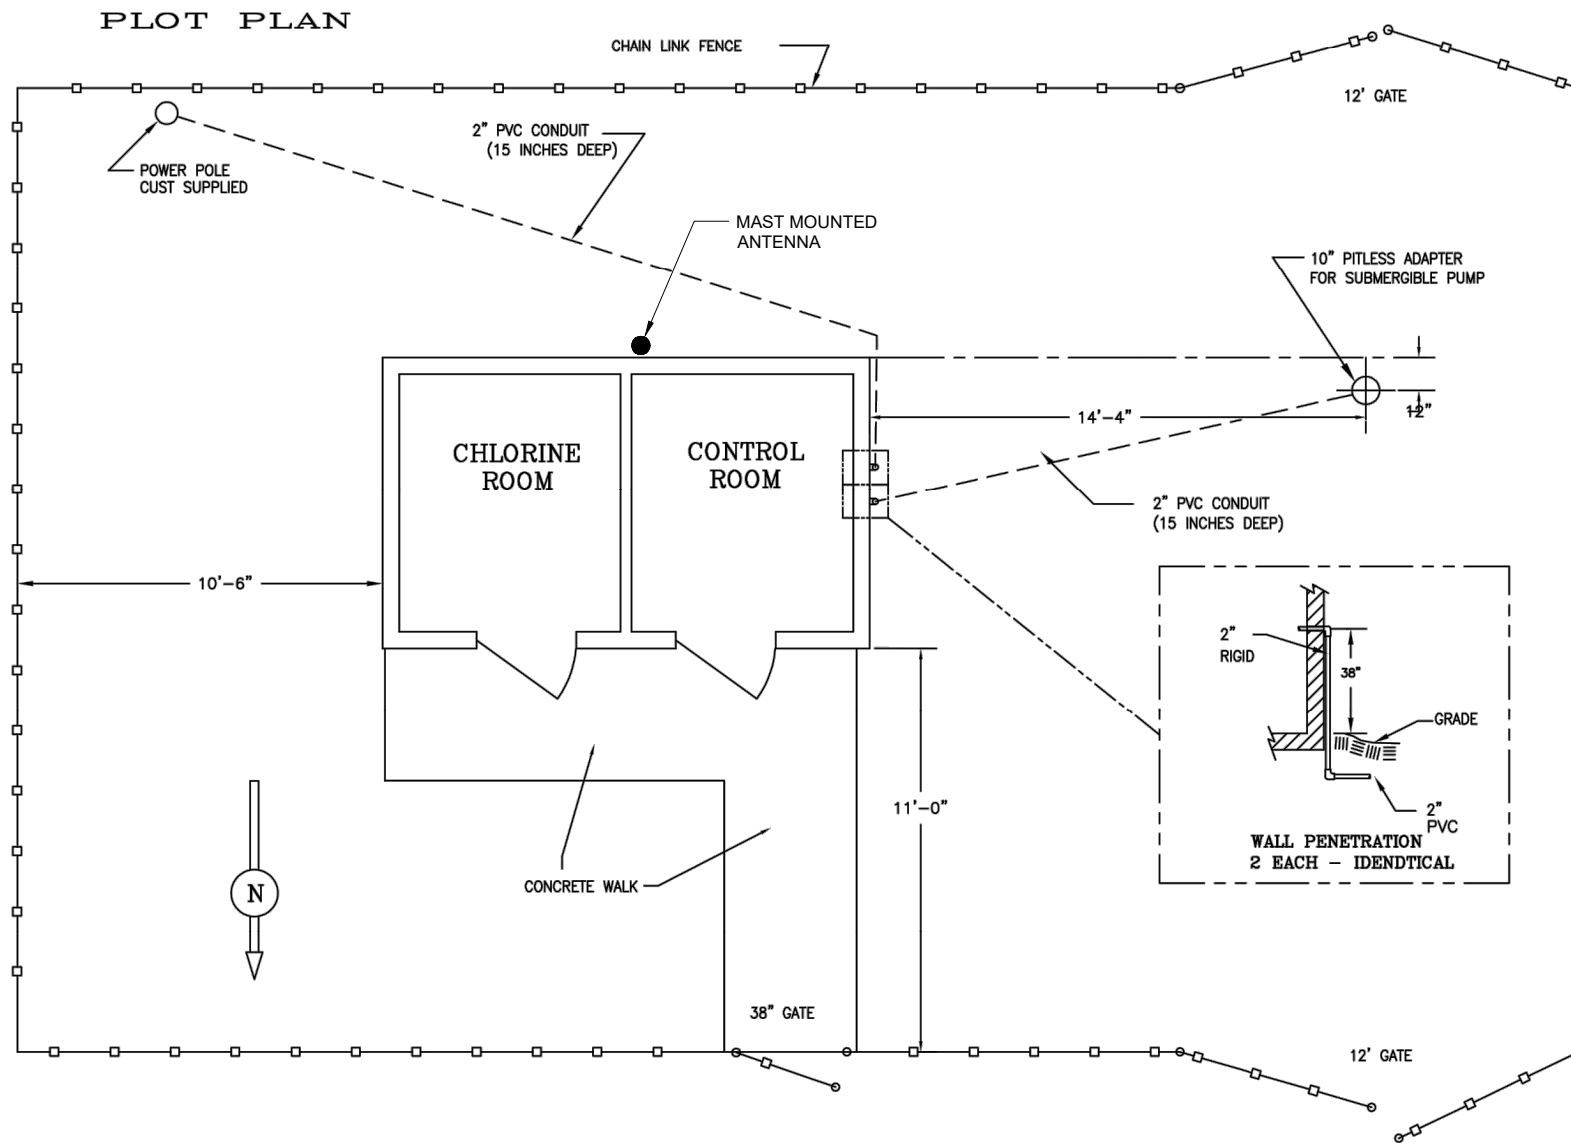 PLOT PLAN
CHAIN LINK FENCE
12' GATE
2" PVC CONDUIT
(15 INCHES DEEP)
POWER POLE
CUST SUPPLIED
MAST MOUNTED
ANTENNA
10" PITLESS ADAPTER
FOR SUBMERGIBLE PUMP
12"
14'-4"
CHLORINE
ROOM
CONTROL
ROOM
2" PVC CONDUIT
(15 INCHES DEEP)
10'-6"
2"
RIGID
38"
GRADE
2"
PVC
WALL PENETRATION
2 EACH - IDENDTICAL
11'-0"
CONCRETE WALK
N
38" GATE
12' GATE